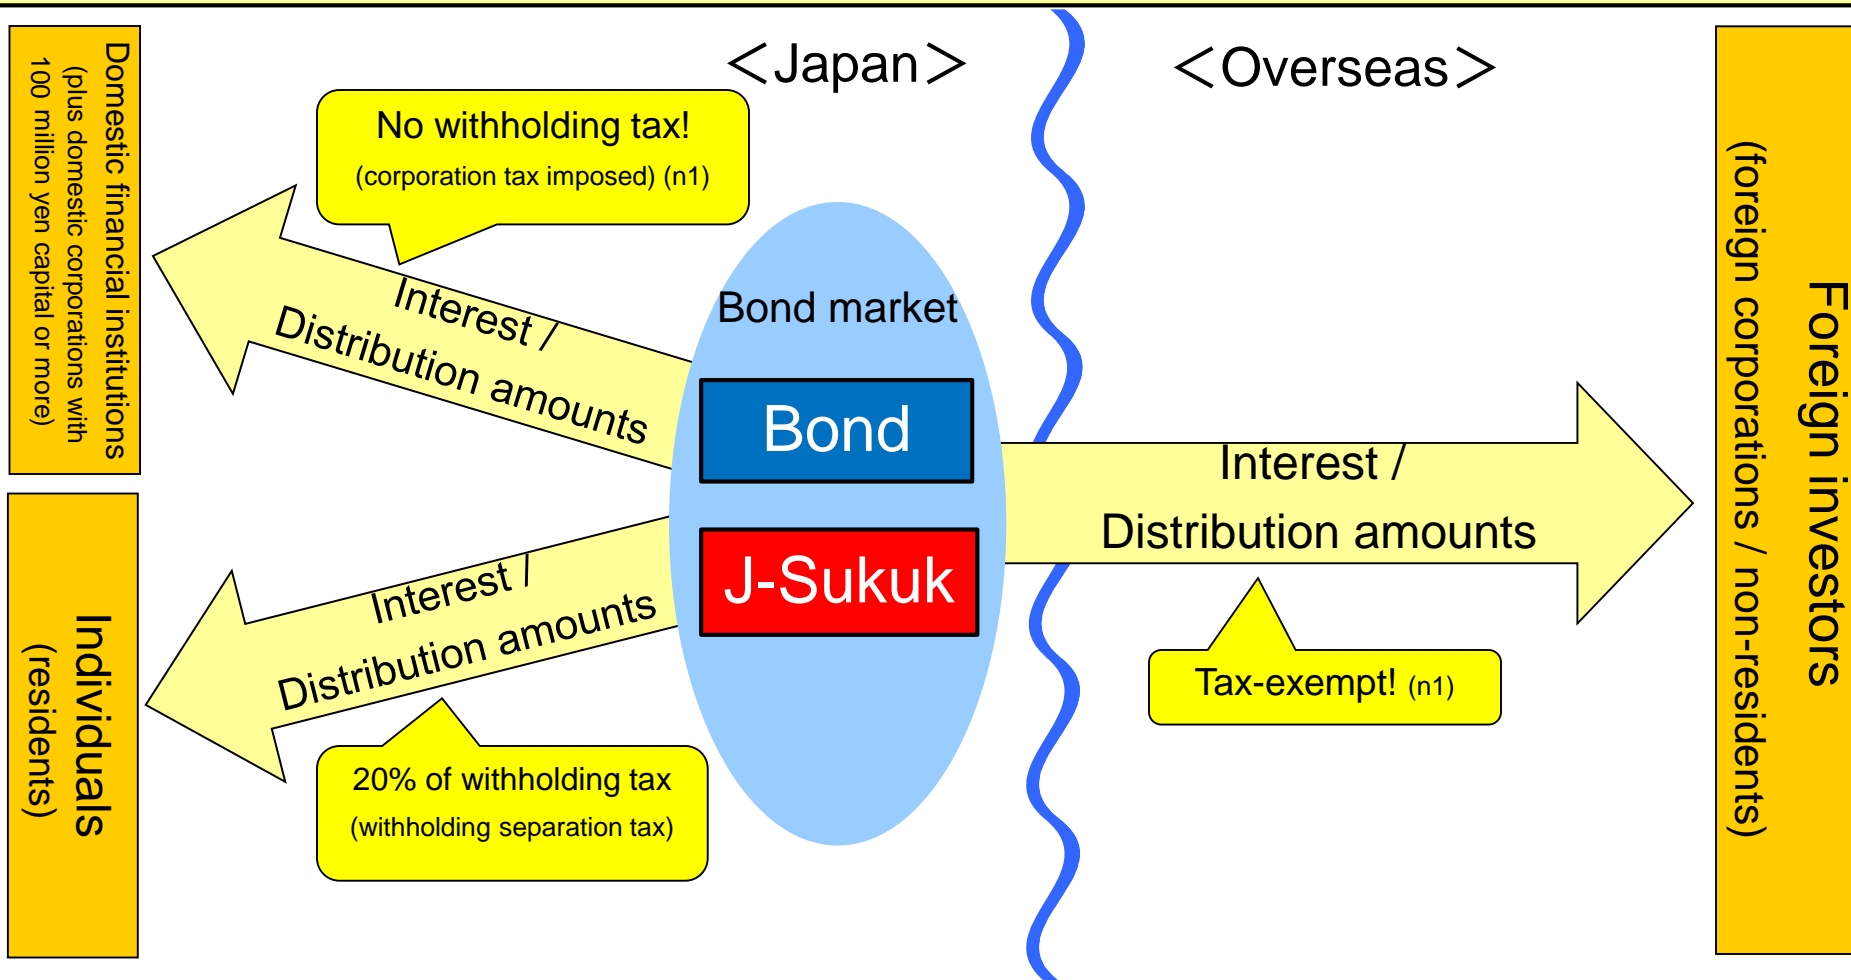 ＜Japan＞
＜Overseas＞
Domestic financial institutions
(plus domestic corporations with
100 million yen capital or more)
No withholding tax!
(corporation tax imposed) (n1)
Interest /
Distribution amounts
Bond market
Bond
J-Sukuk
Interest /
Distribution amounts
Individuals
(residents)
20% of withholding tax
(withholding separation tax)
Interest /
Distribution amounts
Tax-exempt! (n1)
Foreign investors
(foreign corporations / non-residents)